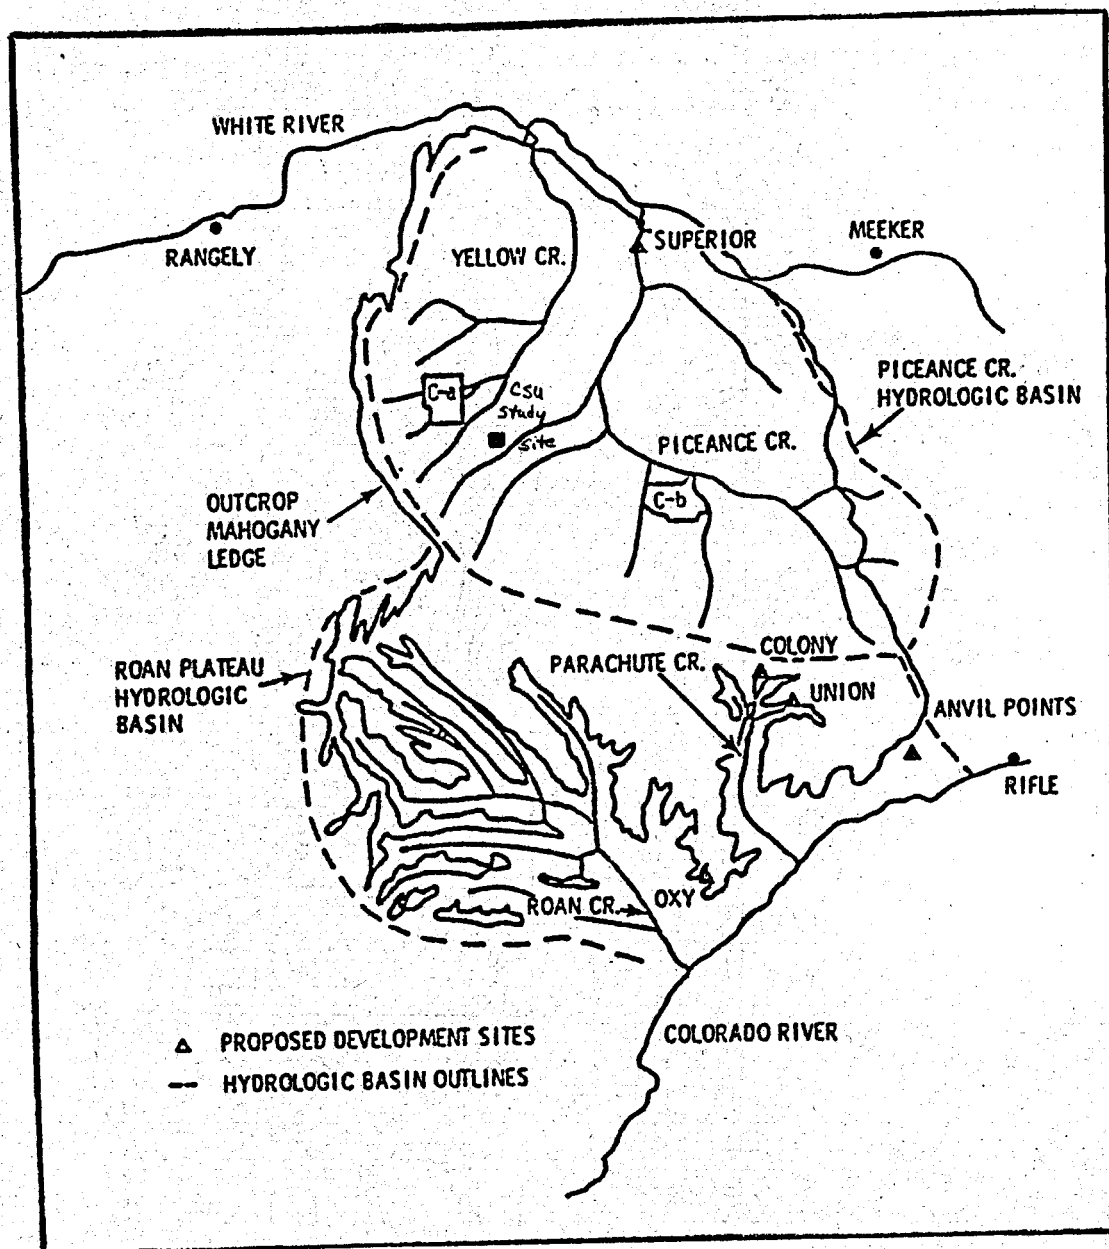 WHITE RIVER
RANGELY
YELLOW CR.
SUPERIOR
MEEKER
PICEANCE CR.
HYDROLOGIC BASIN
C-a
CSU
Study
Site
PICEANCE CR.
C-b
OUTCROP
MAHOGANY
LEDGE
ROAN PLATEAU
HYDROLOGIC
BASIN
COLONY
PARACHUTE CR.
UNION
ANVIL POINTS
RIFLE
OXY
ROAN CR.
COLORADO RIVER
PROPOSED DEVELOPMENT SITES
HYDROLOGIC BASIN OUTLINES